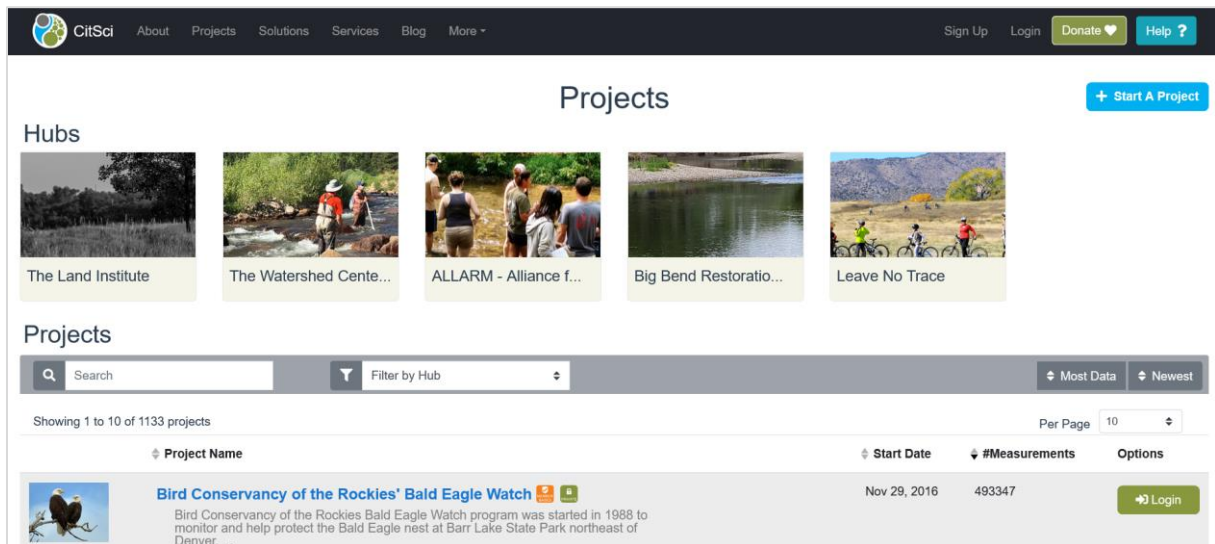 CitSci About Projects Solutions Services Blog More Sign Up Login Donate Help ?
Projects
+ Start A Project
Hubs
The Land Institute The Watershed Cente... ALLARM - Alliance f... Big Bend Restoratio... Leave No Trace
Projects
Search Filter by Hub Most Data Newest
Showing 1 to 10 of 1133 projects Per Page 10
Project Name Start Date #Measurements Options
Bird Conservancy of the Rockies' Bald Eagle Watch Nov 29, 2016 493347 Login
Bird Conservancy of the Rockies Bald Eagle Watch program was started in 1988 to
monitor and help protect the Bald Eagle nest at Barr Lake State Park northeast of
Denver